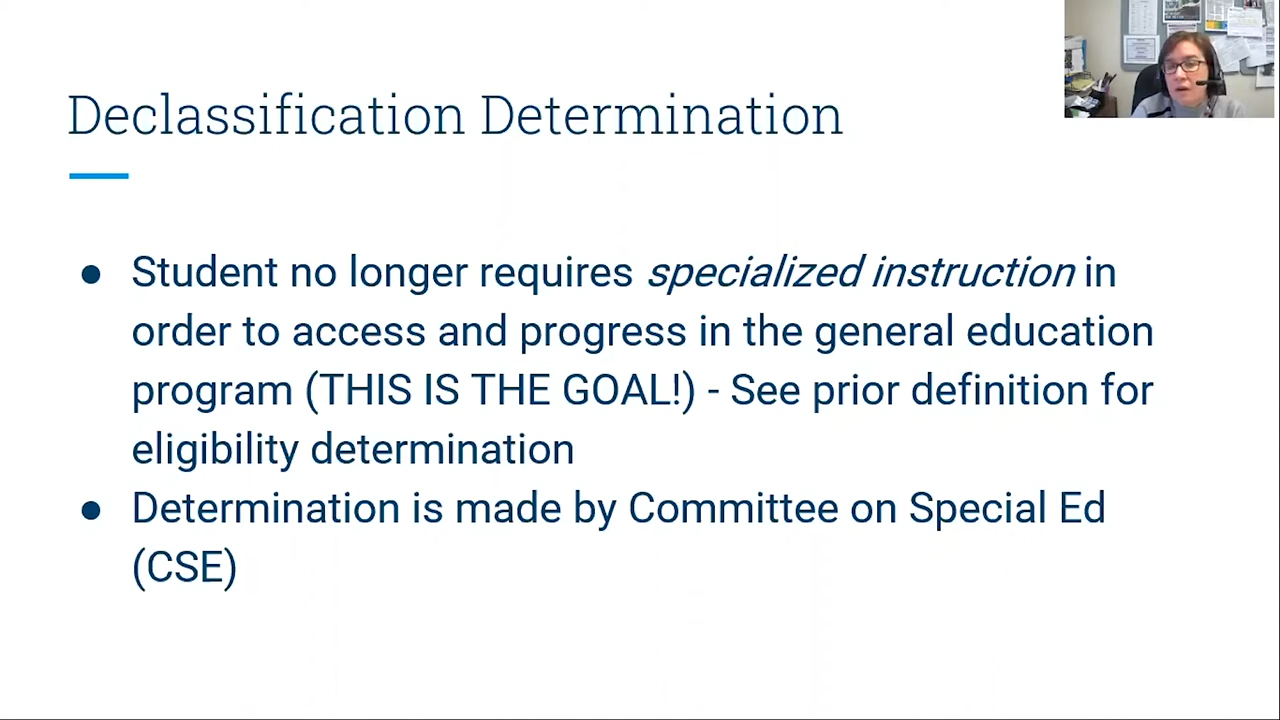 Declassification Determination
● Student no longer requires specialized instruction in
order to access and progress in the general education
program (THIS IS THE GOAL!) - See prior definition for
eligibility determination
● Determination is made by Committee on Special Ed
(CSE)